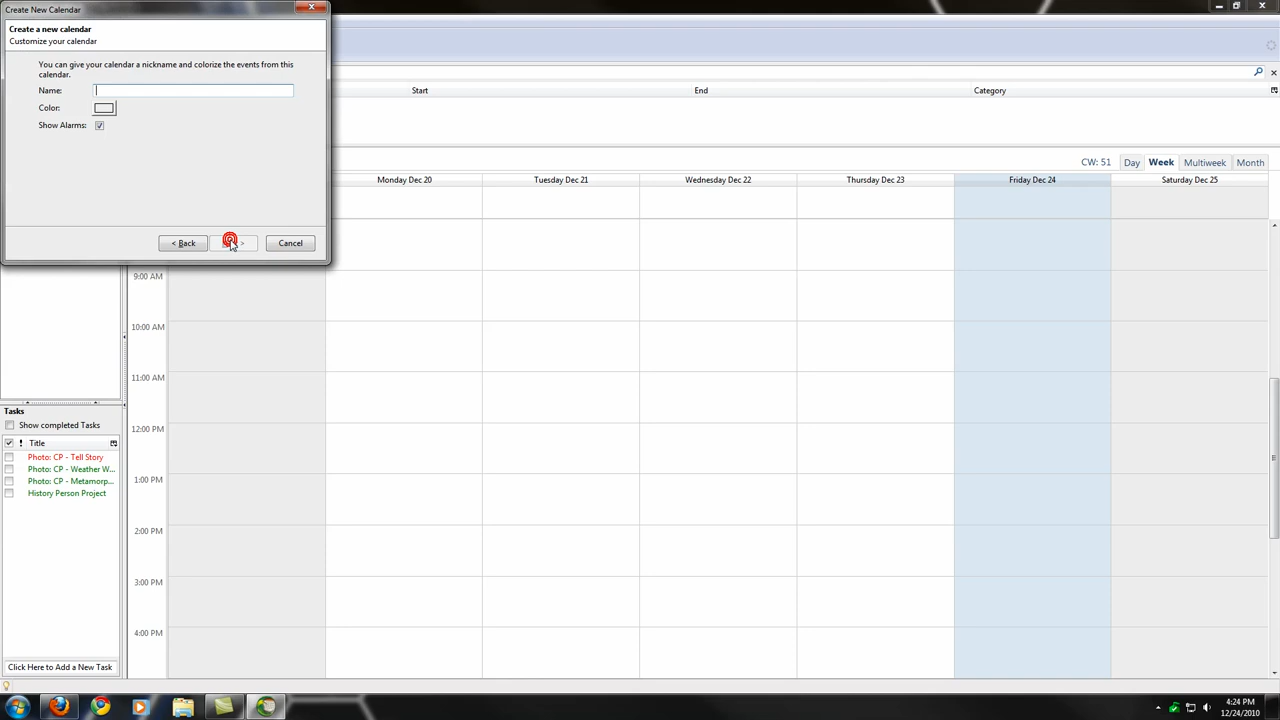 Create New Calendar
Create a new calendar
Customize your calendar
You can give your calendar a nickname and colorize the events from this
calendar.
Name:
Color:
Show Alarms:
< Back
>
Cancel
Start
End
Category
CW: 51
Day
Week
Multiweek
Month
Monday Dec 20
Tuesday Dec 21
Wednesday Dec 22
Thursday Dec 23
Friday Dec 24
Saturday Dec 25
9:00 AM
10:00 AM
11:00 AM
12:00 PM
1:00 PM
2:00 PM
3:00 PM
4:00 PM
Tasks
Show completed Tasks
! Title
Photo: CP - Tell Story
Photo: CP - Weather W...
Photo: CP - Metamorp...
History Person Project
Click Here to Add a New Task
4:24 PM
12/24/2010